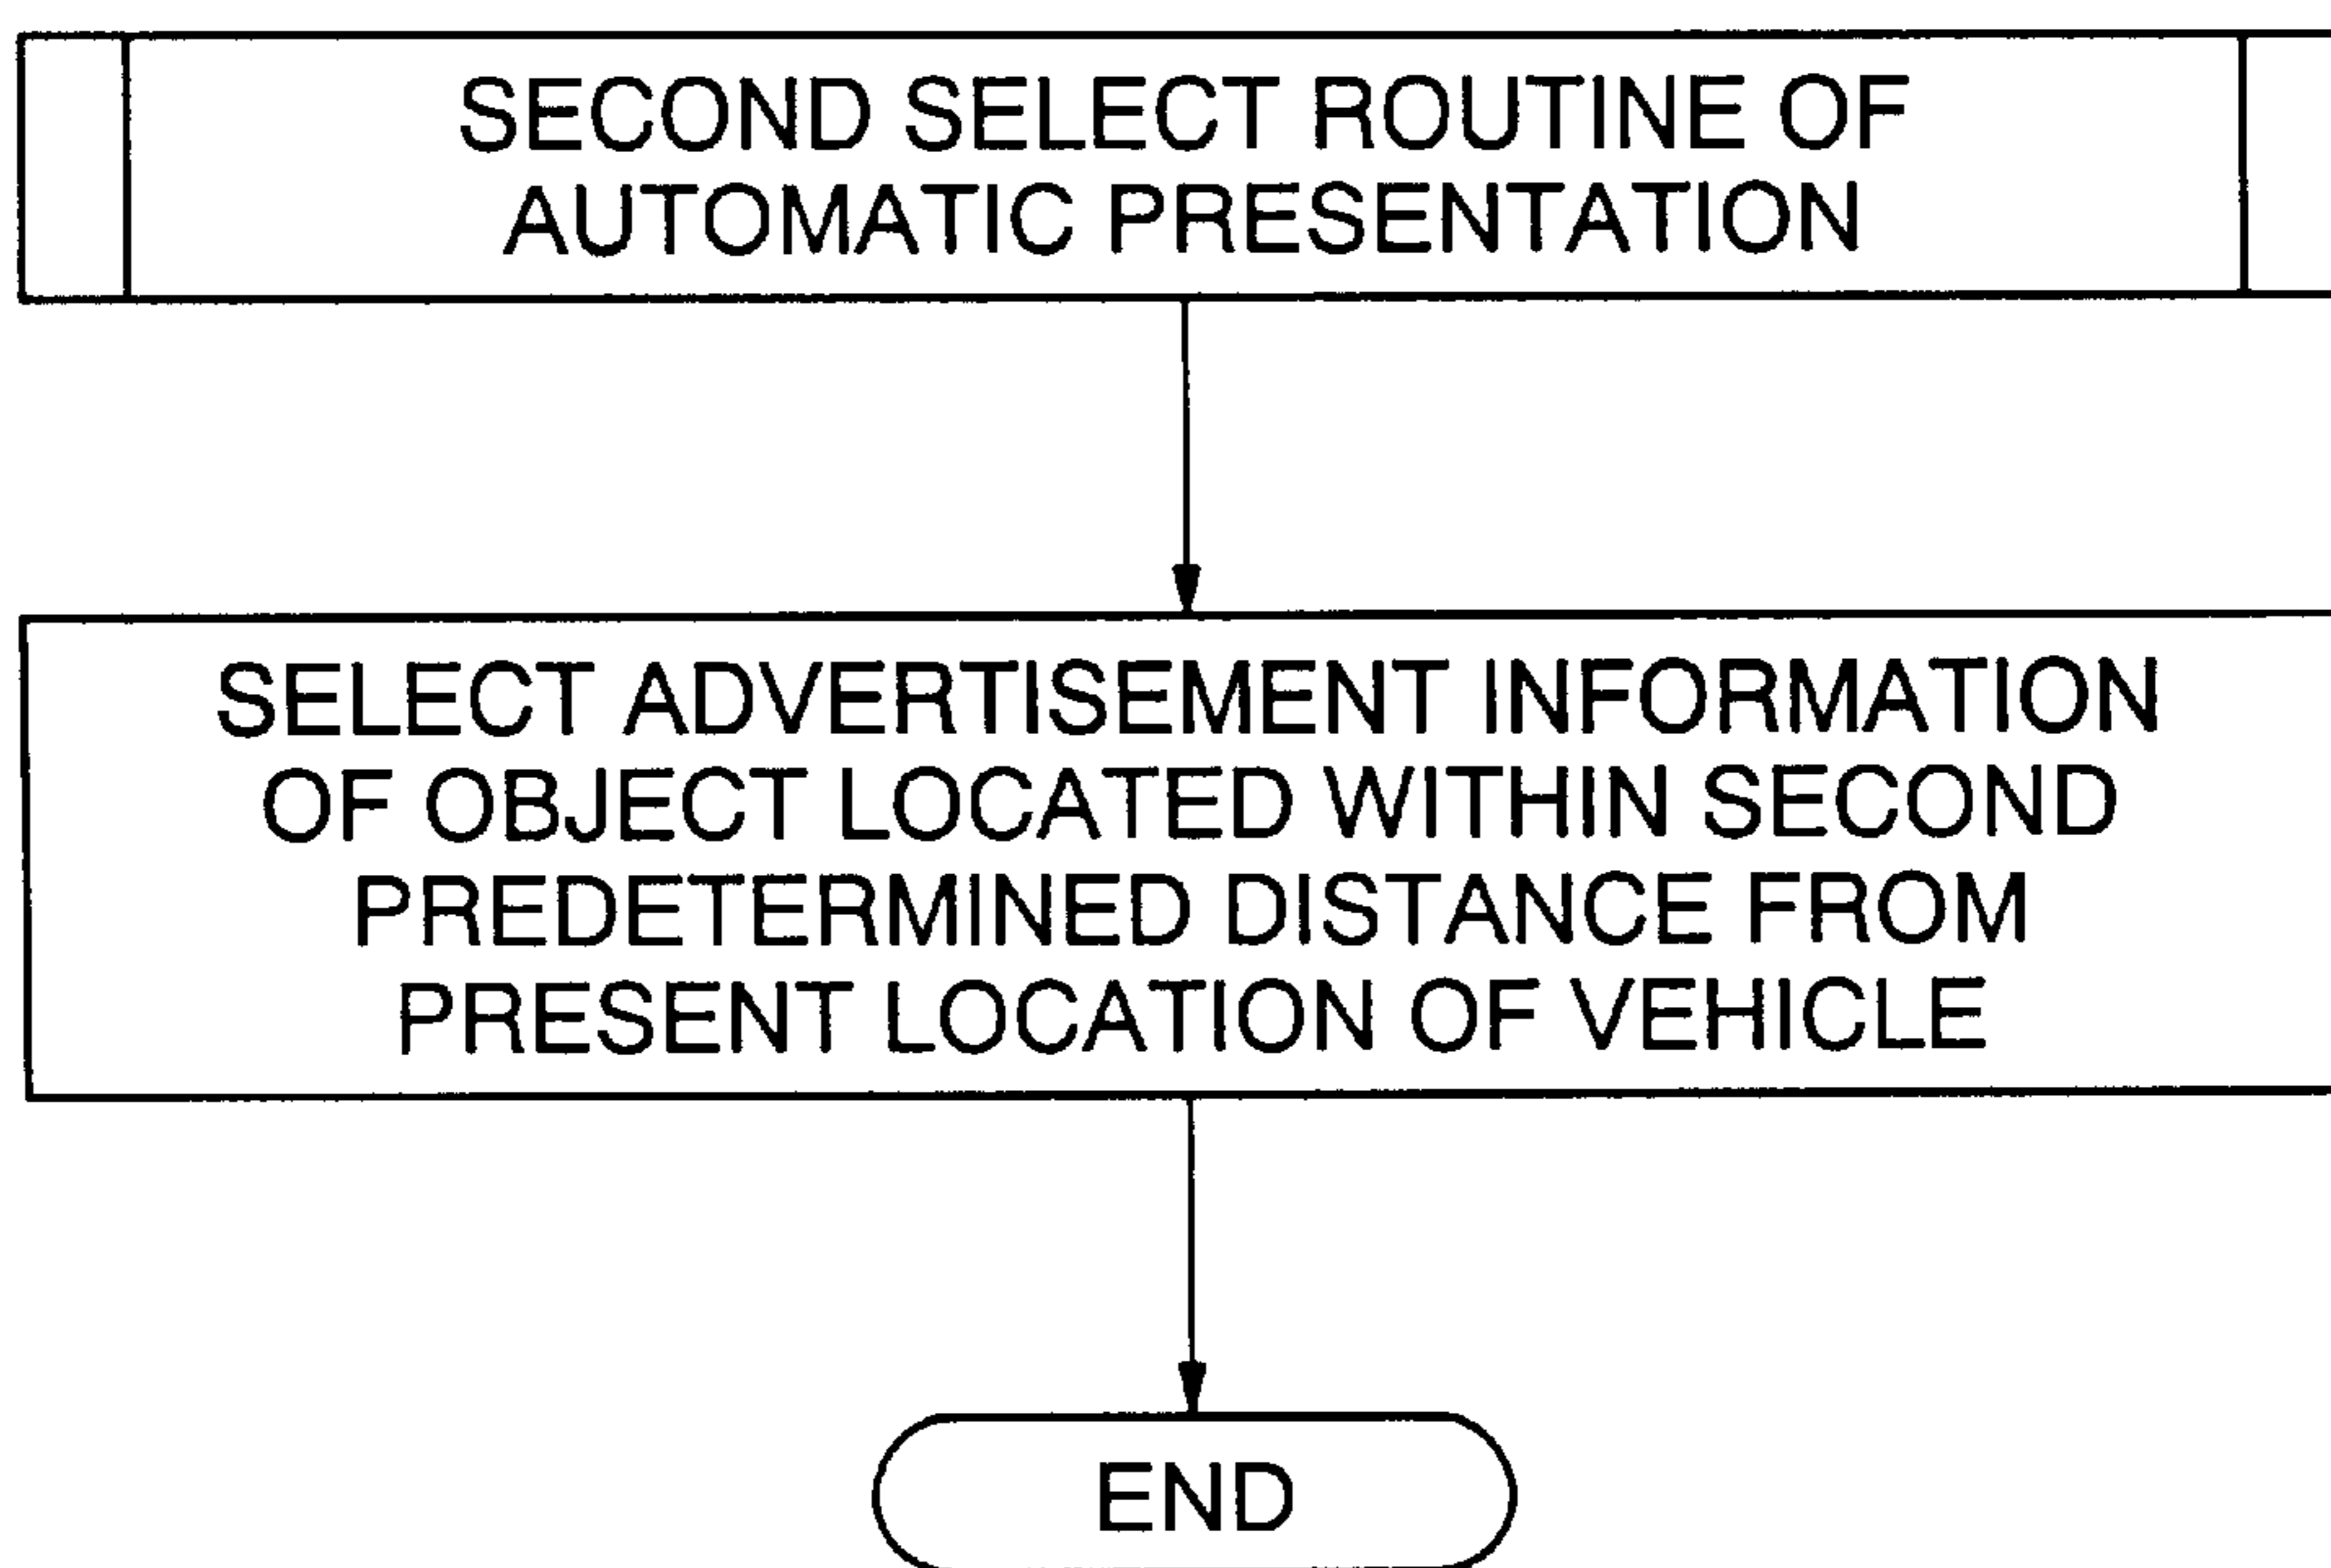 SECOND SELECT ROUTINE OF
AUTOMATIC PRESENTATION
SELECT ADVERTISEMENT INFORMATION
OF OBJECT LOCATED WITHIN SECOND
PREDETERMINED DISTANCE FROM
PRESENT LOCATION OF VEHICLE
END